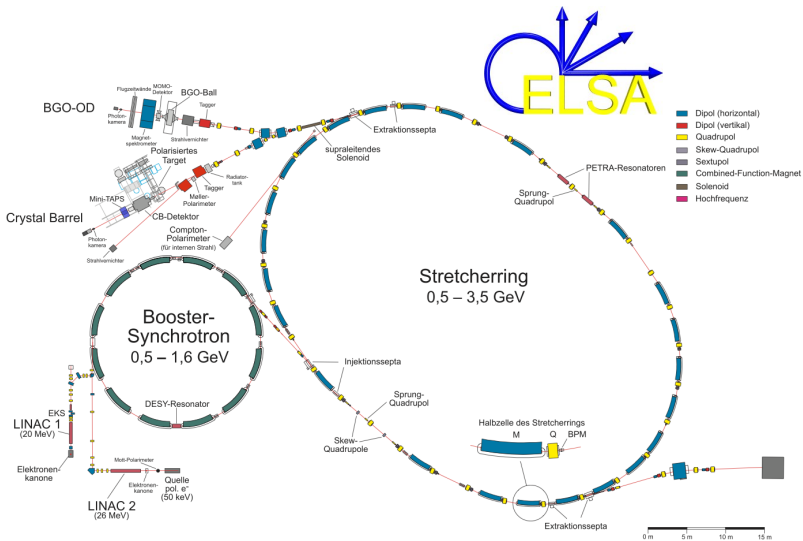 ELSA
Flugzeitwände
MOMO-
Detektor
BGO-Ball
BGO-OD
Tagger
Photon-
kamera
Magnet-
spektrometer
Strahlvernichter
Extraktionssepta
supraleitendes
Solenoid
Dipol (horizontal)
Dipol (vertikal)
Quadrupol
Skew-Quadrupol
Sextupol
Combined-Function-Magnet
Solenoid
Hochfrequenz
Polarisiertes
Target
PETRA-Resonatoren
Sprung-
Quadrupol
Radiator-
tank
Tagger
Møller-
Polarimeter
Mini-TAPS
CB-Detektor
Crystal Barrel
Photon-
kamera
Strahlvernichter
Compton-
Polarimeter
(für internen Strahl)
Stretcherring
0,5 – 3,5 GeV
Booster-
Synchrotron
0,5 – 1,6 GeV
Injektionssepta
DESY-Resonator
Sprung-
Quadrupol
Skew-
Quadrupole
Halbzelle des Stretcherrings
M
Q
BPM
EKS
LINAC 1
(20 MeV)
Elektronen-
kanone
Mott-Polarimeter
Elektronen-
kanone
Quelle
pol. e⁻
(50 keV)
LINAC 2
(26 MeV)
Extraktionssepta
0 m
5 m
10 m
15 m